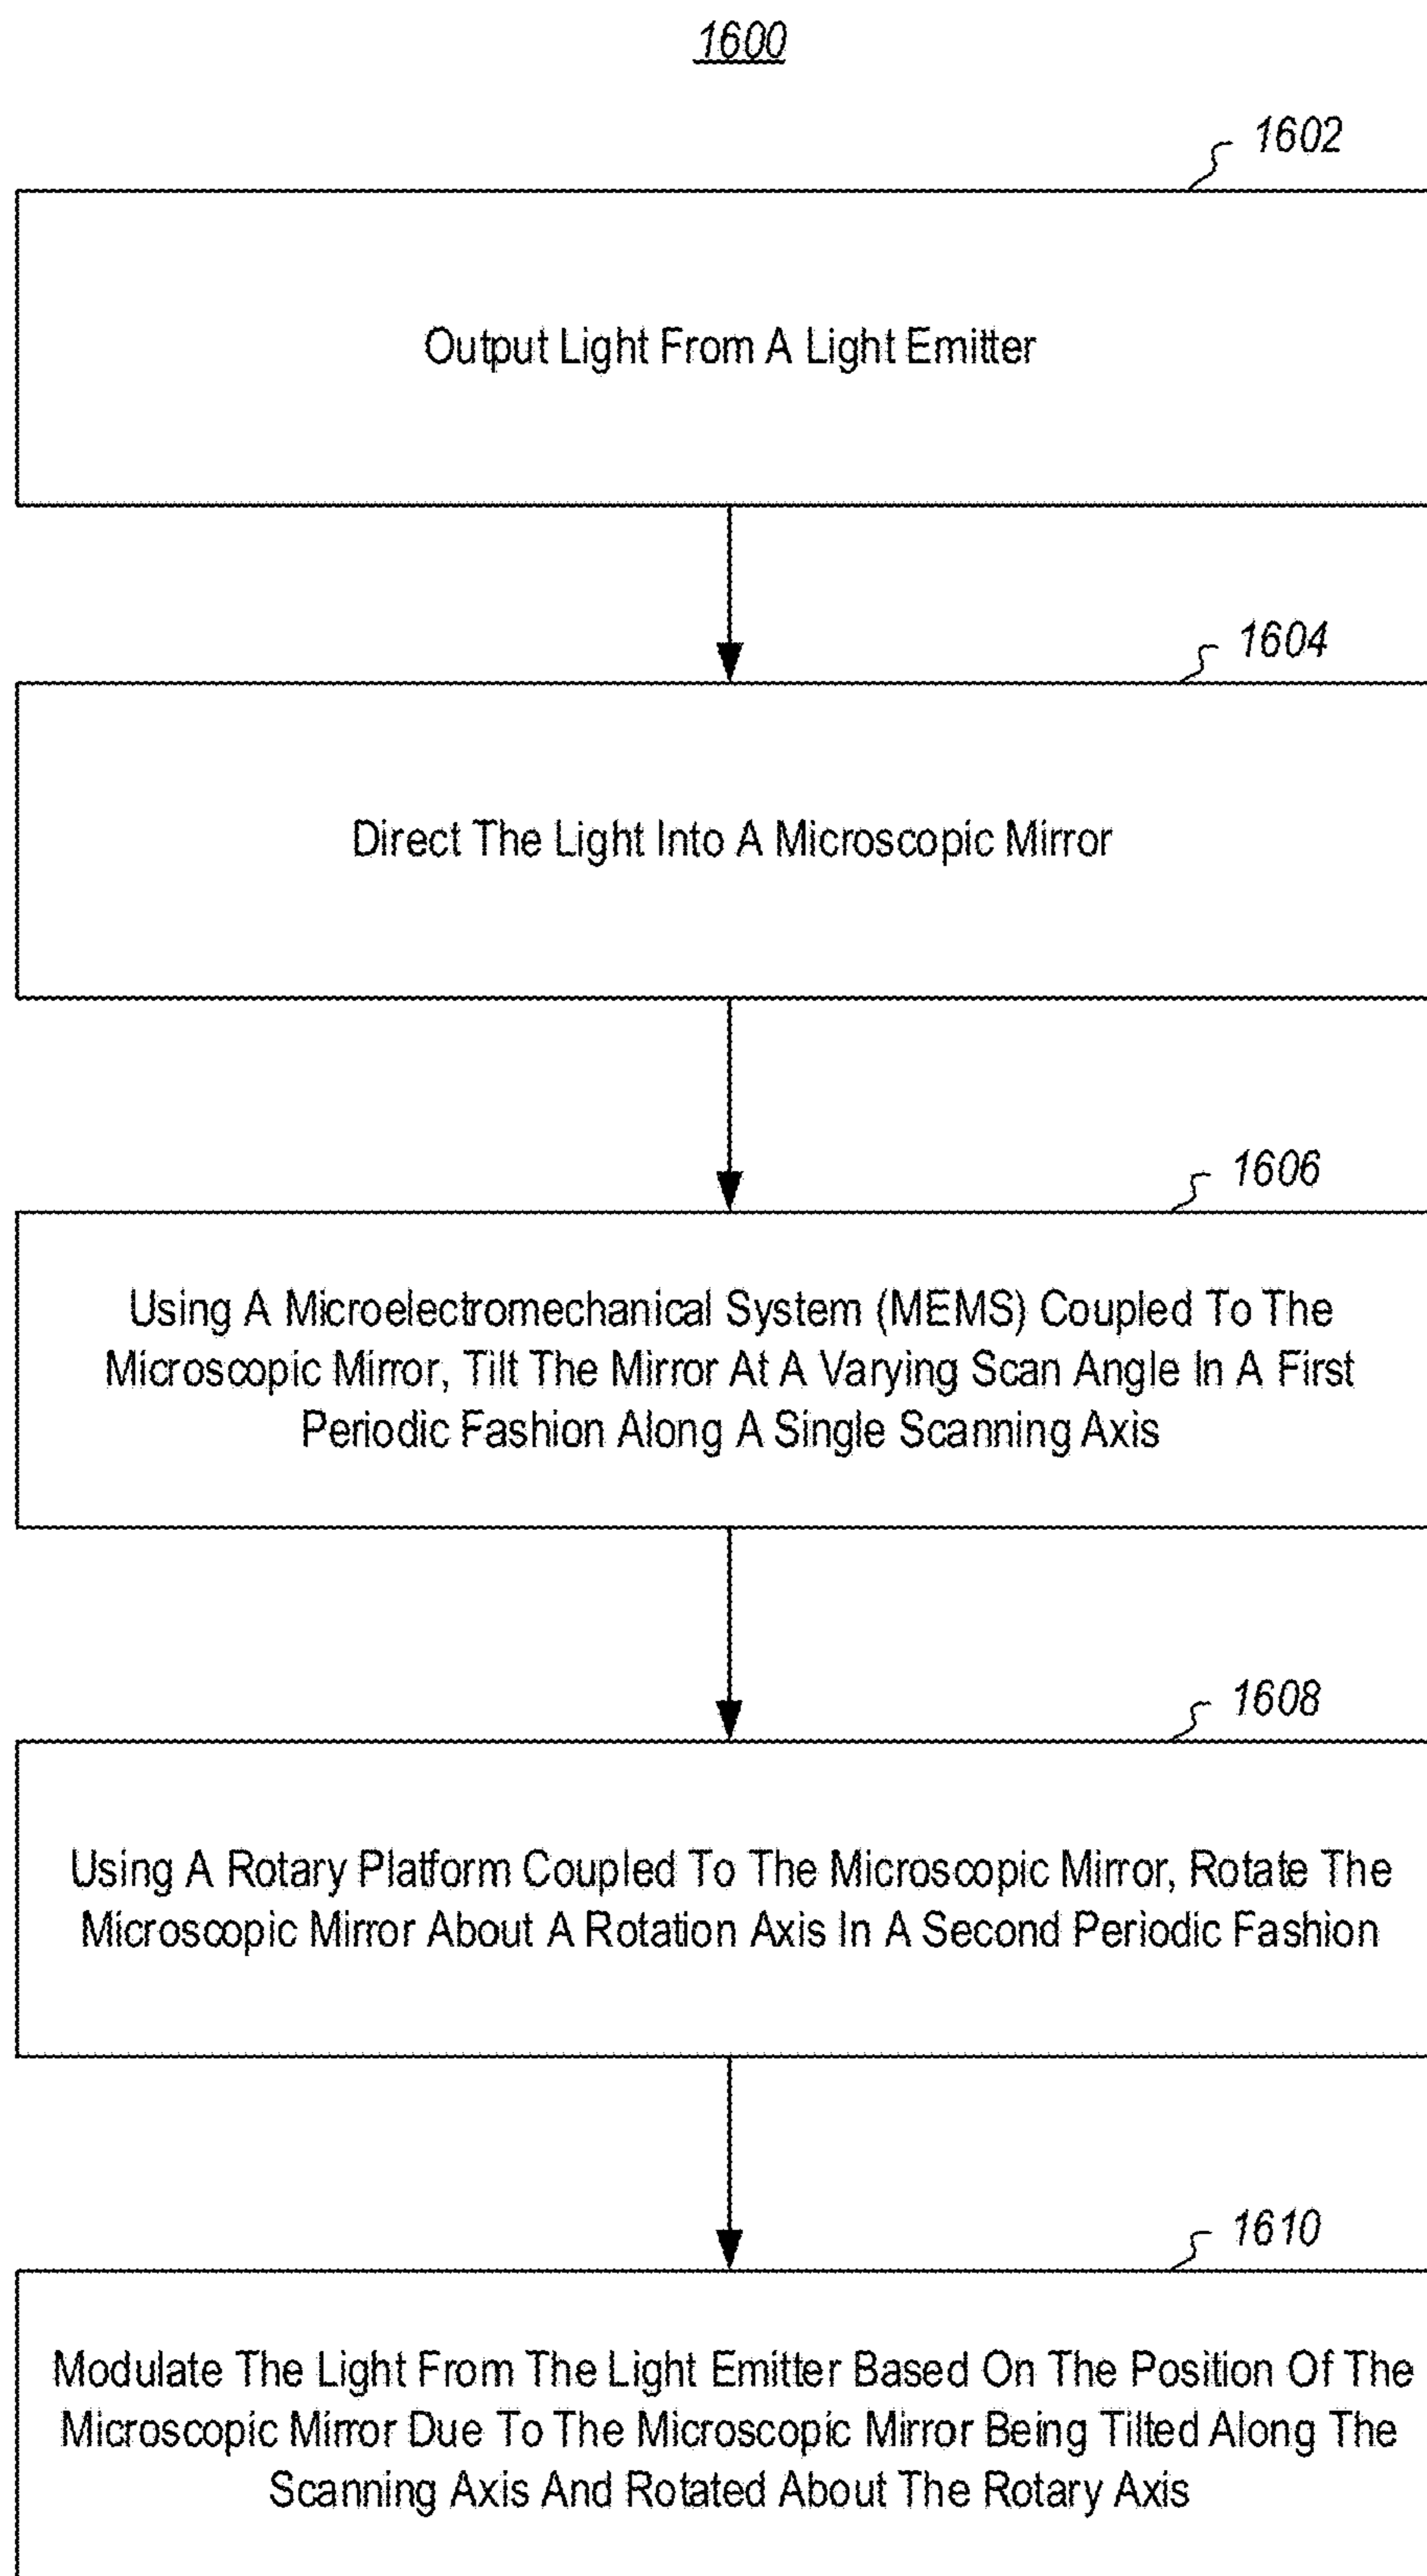 1600
1602
Output Light From A Light Emitter
1604
Direct The Light Into A Microscopic Mirror
1606
Using A Microelectromechanical System (MEMS) Coupled To The
Microscopic Mirror, Tilt The Mirror At A Varying Scan Angle In A First
Periodic Fashion Along A Single Scanning Axis
1608
Using A Rotary Platform Coupled To The Microscopic Mirror, Rotate The
Microscopic Mirror About A Rotation Axis In A Second Periodic Fashion
1610
Modulate The Light From The Light Emitter Based On The Position Of The
Microscopic Mirror Due To The Microscopic Mirror Being Tilted Along The
Scanning Axis And Rotated About The Rotary Axis